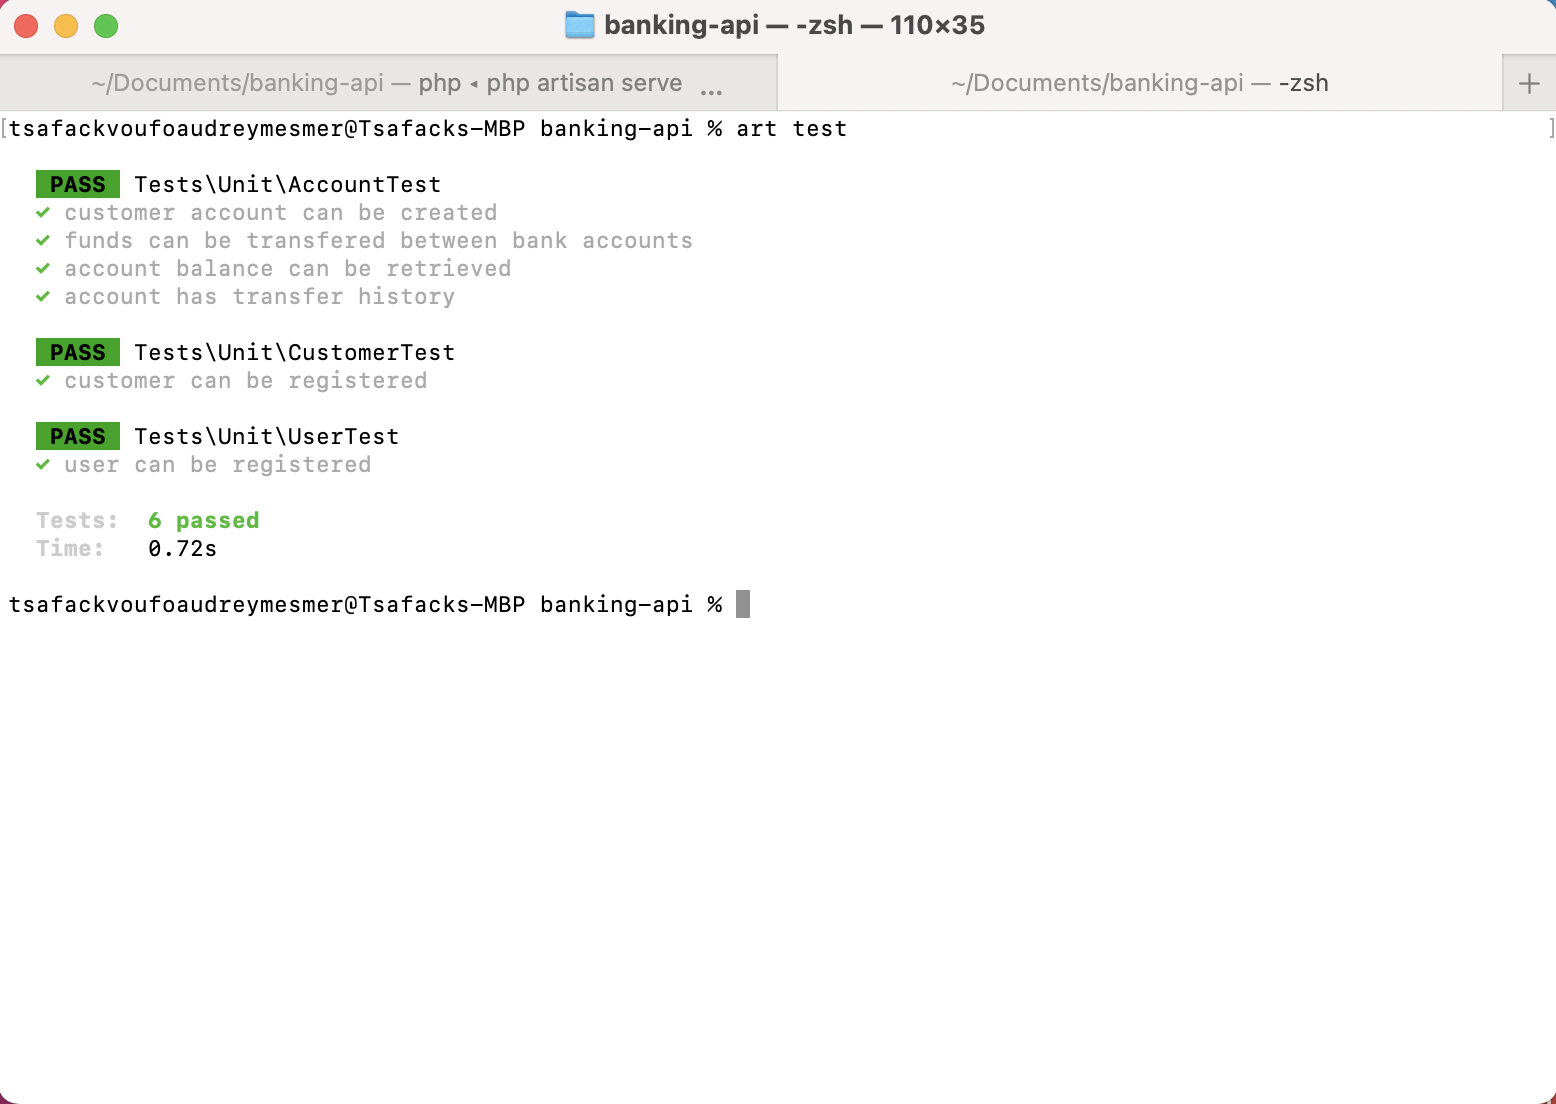 banking-api — -zsh — 110×35
~/Documents/banking-api — php ◂ php artisan serve ...
~/Documents/banking-api — -zsh
+
[tsafackvoufoaudreymesmer@Tsafacks-MBP banking-api % art test ]
PASS Tests\Unit\AccountTest
✓ customer account can be created
✓ funds can be transfered between bank accounts
✓ account balance can be retrieved
✓ account has transfer history
PASS Tests\Unit\CustomerTest
✓ customer can be registered
PASS Tests\Unit\UserTest
✓ user can be registered
Tests: 6 passed
Time: 0.72s
tsafackvoufoaudreymesmer@Tsafacks-MBP banking-api %